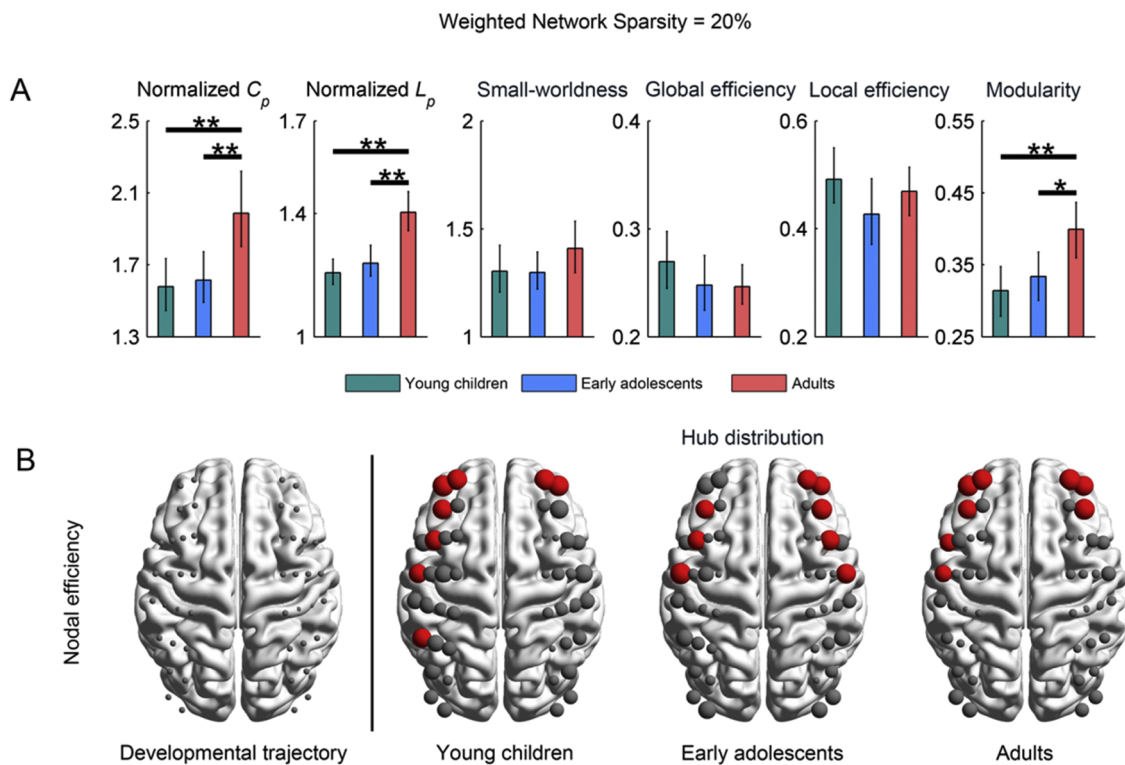 Weighted Network Sparsity = 20%
A
Normalized Cp
Normalized Lp
Small-worldness
Global efficiency
Local efficiency
Modularity
2.5
2.1
1.7
1.3
**
**
1.7
1.4
1
**
**
2
1.5
1
0.4
0.3
0.2
0.6
0.4
0.2
0.55
0.45
0.35
0.25
**
*
Young children
Early adolescents
Adults
B
Hub distribution
Nodal efficiency
Developmental trajectory
Young children
Early adolescents
Adults